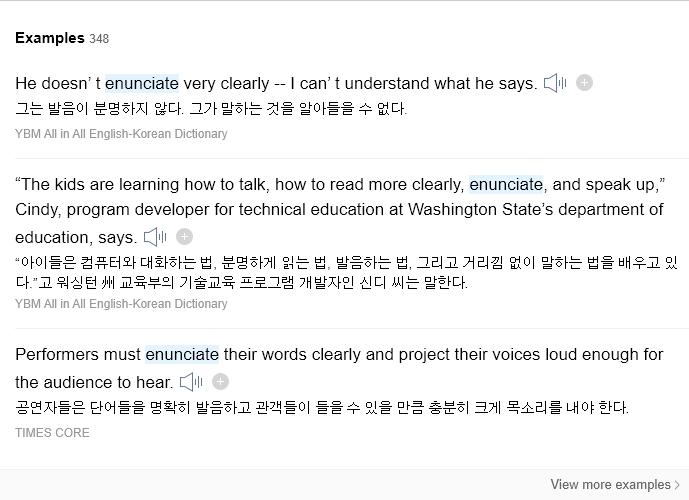 Examples 348
He doesn’ t enunciate very clearly -- I can’ t understand what he says.
그는 발음이 분명하지 않다. 그가 말하는 것을 알아들을 수 없다.
YBM All in All English-Korean Dictionary
“The kids are learning how to talk, how to read more clearly, enunciate, and speak up,”
Cindy, program developer for technical education at Washington State’s department of
education, says.
“아이들은 컴퓨터와 대화하는 법, 분명하게 읽는 법, 발음하는 법, 그리고 거리낌 없이 말하는 법을 배우고 있
다.”고 워싱턴 州 교육부의 기술교육 프로그램 개발자인 신디 씨는 말한다.
YBM All in All English-Korean Dictionary
Performers must enunciate their words clearly and project their voices loud enough for
the audience to hear.
공연자들은 단어들을 명확히 발음하고 관객들이 들을 수 있을 만큼 충분히 크게 목소리를 내야 한다.
TIMES CORE
View more examples >